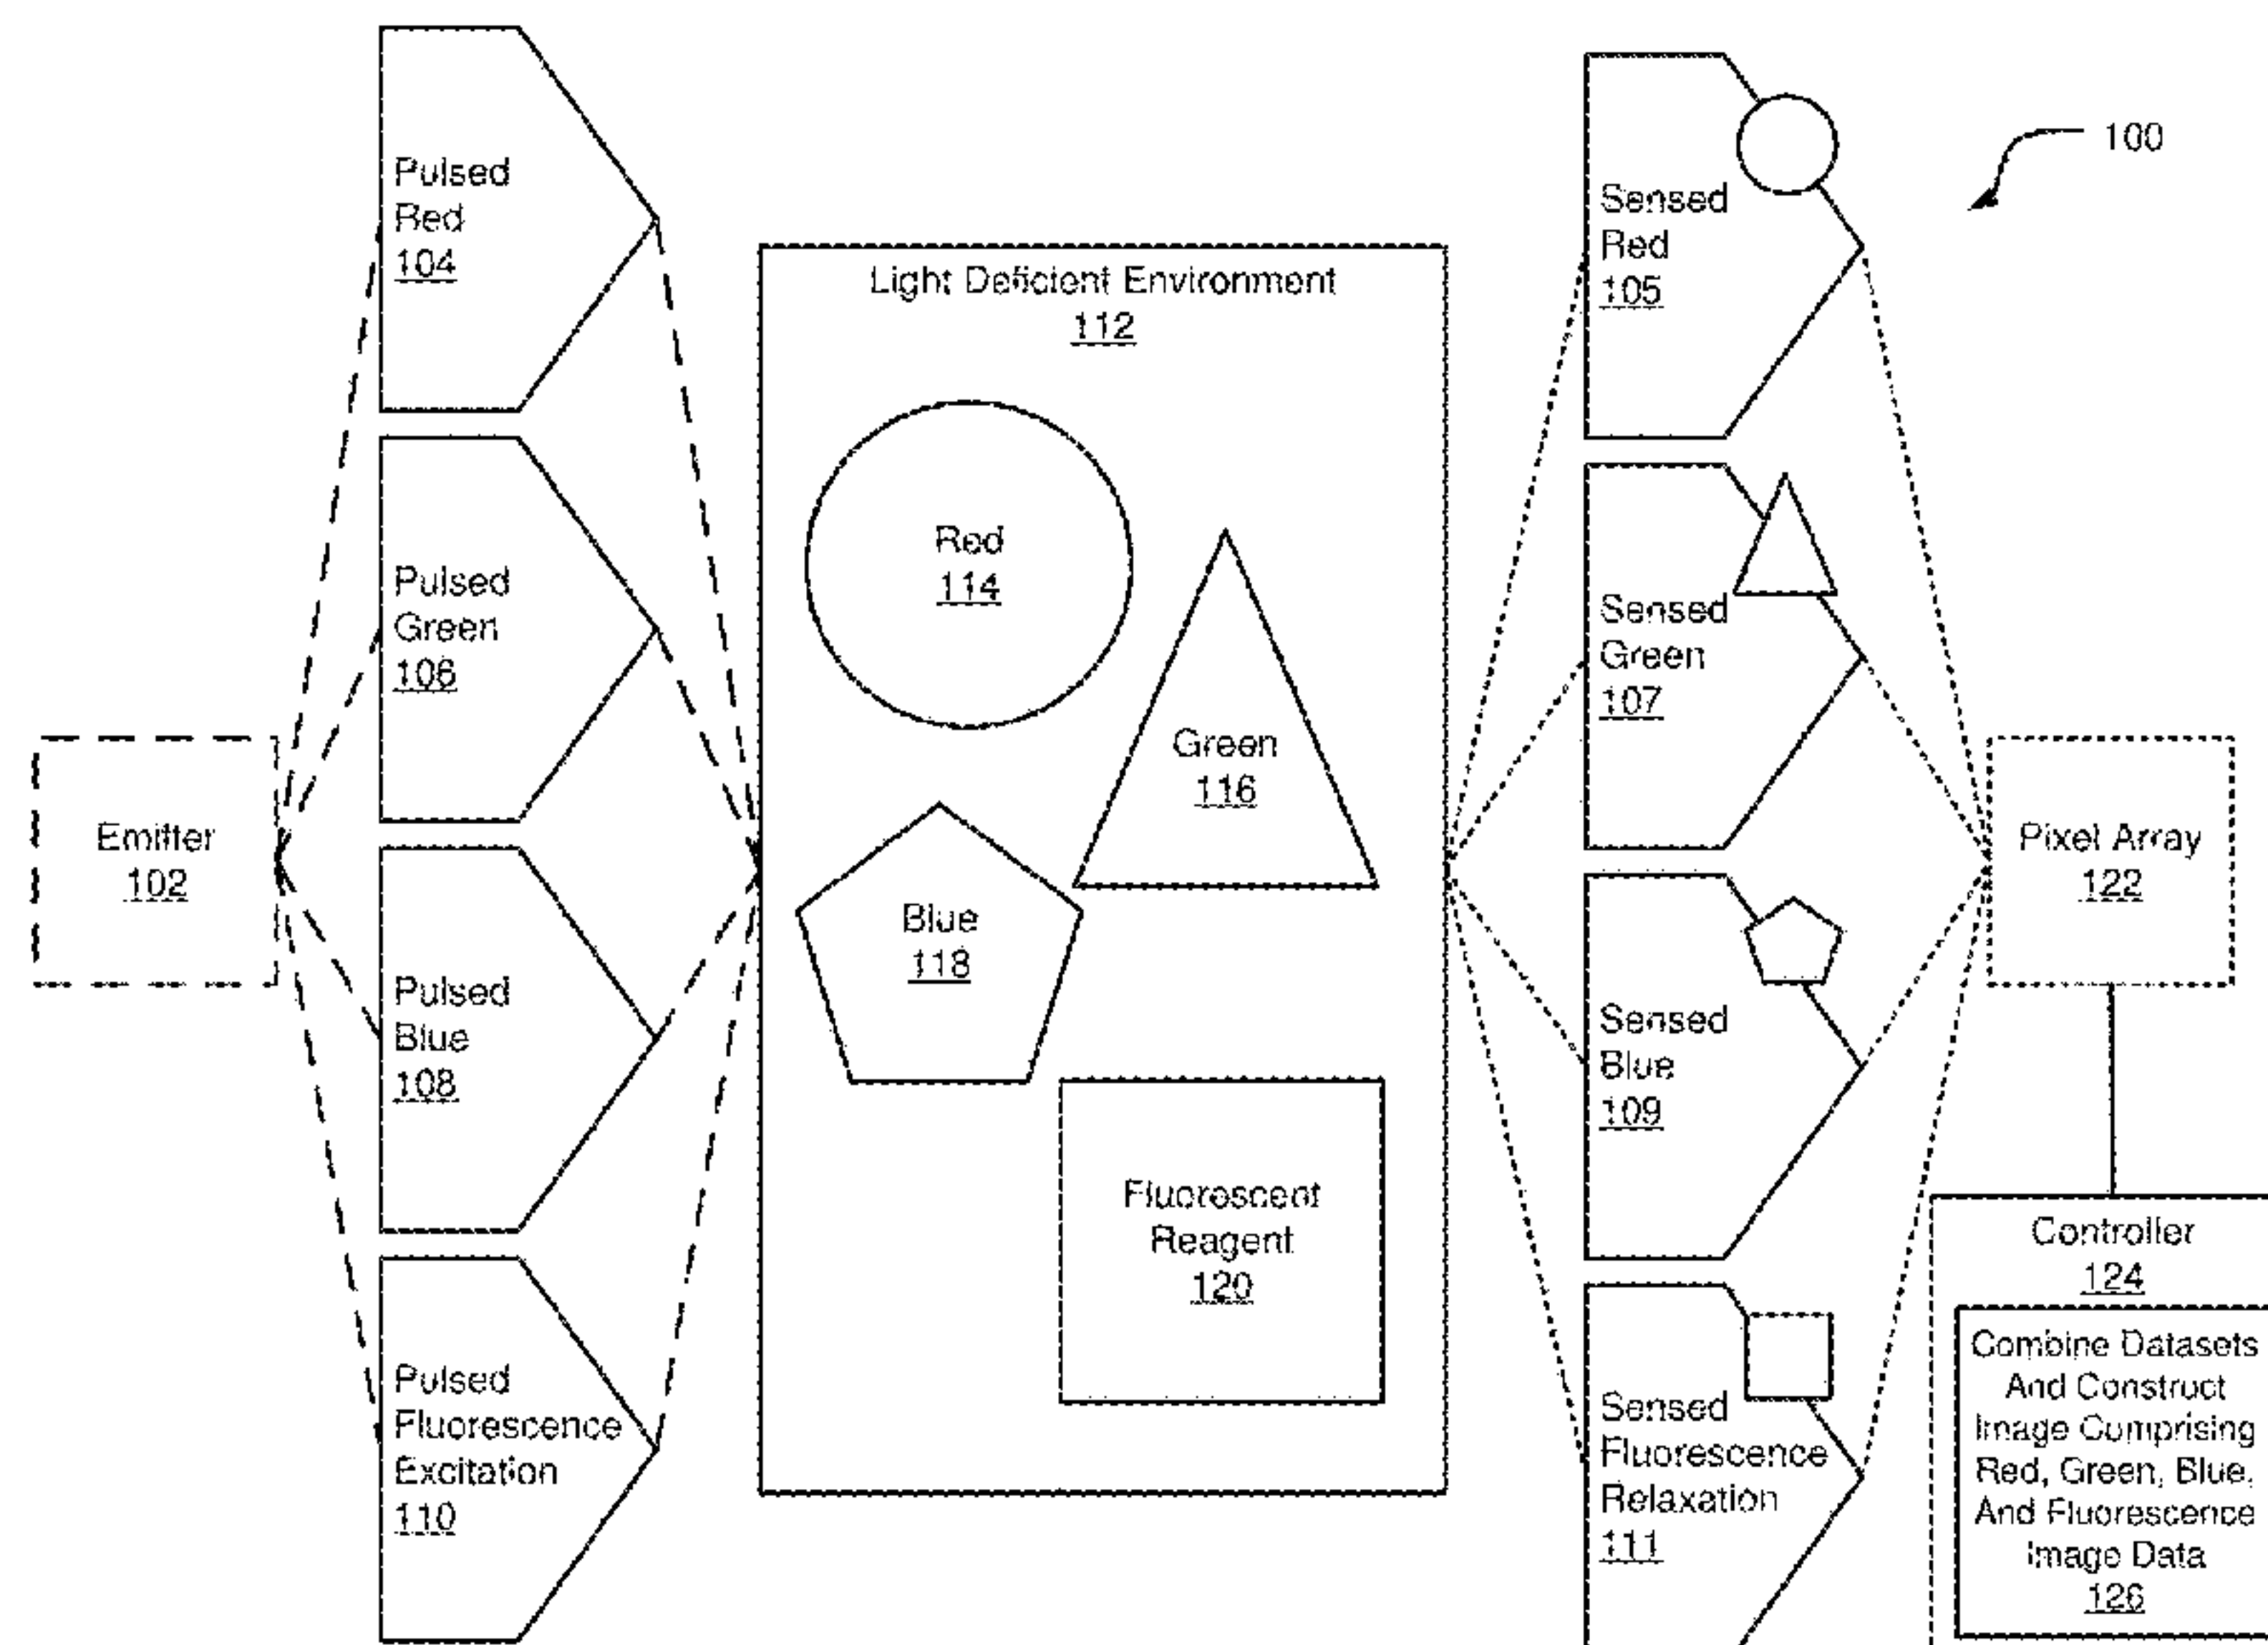 Pulsed
Red
104
Pulsed
Green
106
Pulsed
Blue
108
Pulsed
Fluorescence
Excitation
110
Emitter
102
Light Deficient Environment
112
Red
114
Green
116
Blue
118
Fluorescent
Reagent
120
Sensed
Red
105
Sensed
Green
107
Sensed
Blue
109
Sensed
Fluorescence
Relaxation
111
100
Pixel Array
122
Controller
124
Combine Datasets
And Construct
Image Comprising
Red, Green, Blue,
And Fluorescence
Image Data
126